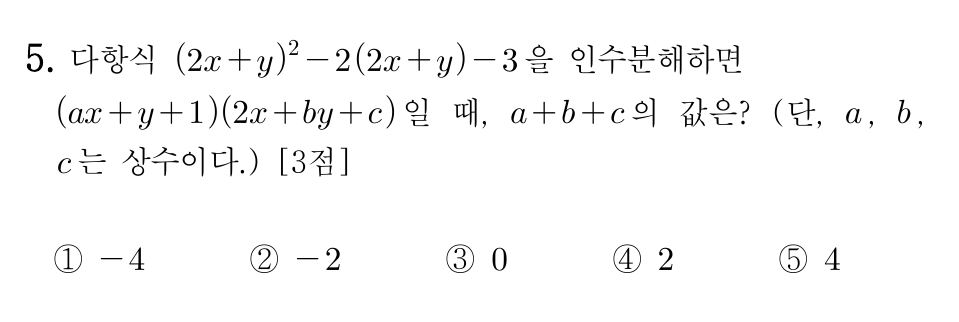 5. 다항식 (2x+y)²-2(2x+y)-3을 인수분해하면
(ax+y+1)(2x+by+c)일 때, a+b+c의 값은? (단, a, b,
c는 상수이다.) [3점]
① -4 ② -2 ③ 0 ④ 2 ⑤ 4